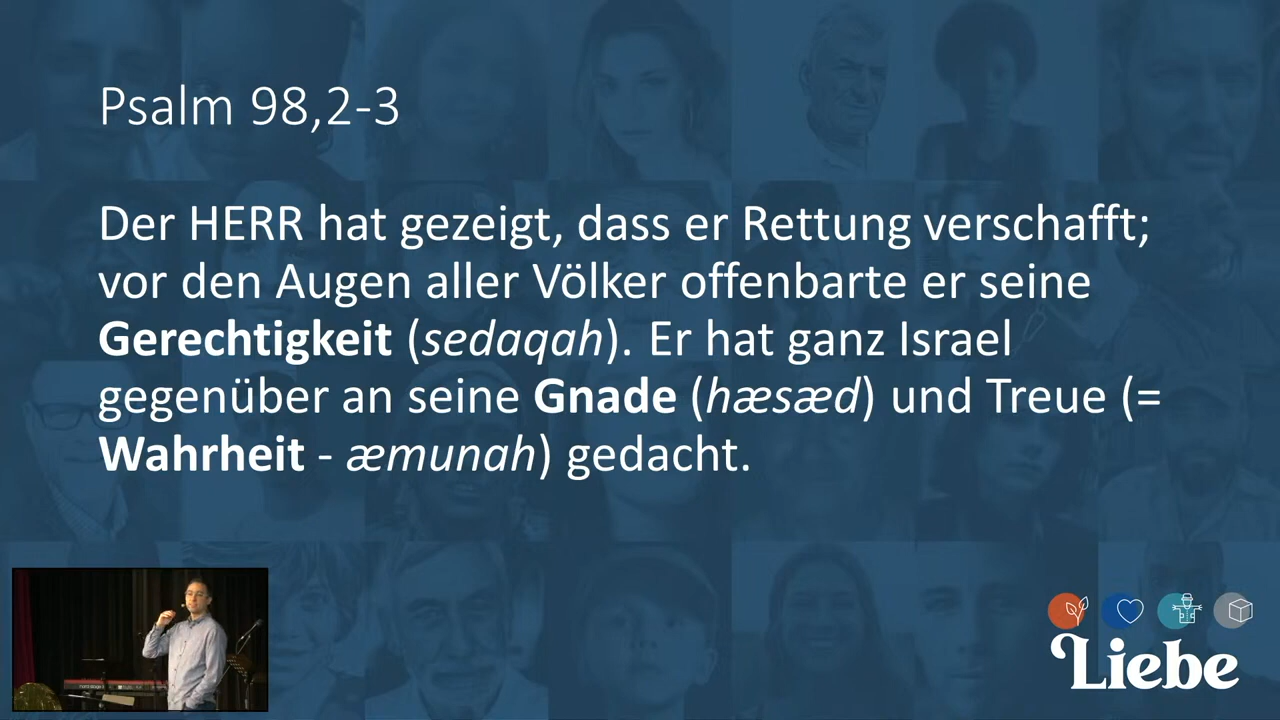 Psalm 98,2-3
Der HERR hat gezeigt, dass er Rettung verschafft;
vor den Augen aller Völker offenbarte er seine
Gerechtigkeit (sedaqah). Er hat ganz Israel
gegenüber an seine Gnade (hæsæd) und Treue (=
Wahrheit - æmunah) gedacht.
Liebe